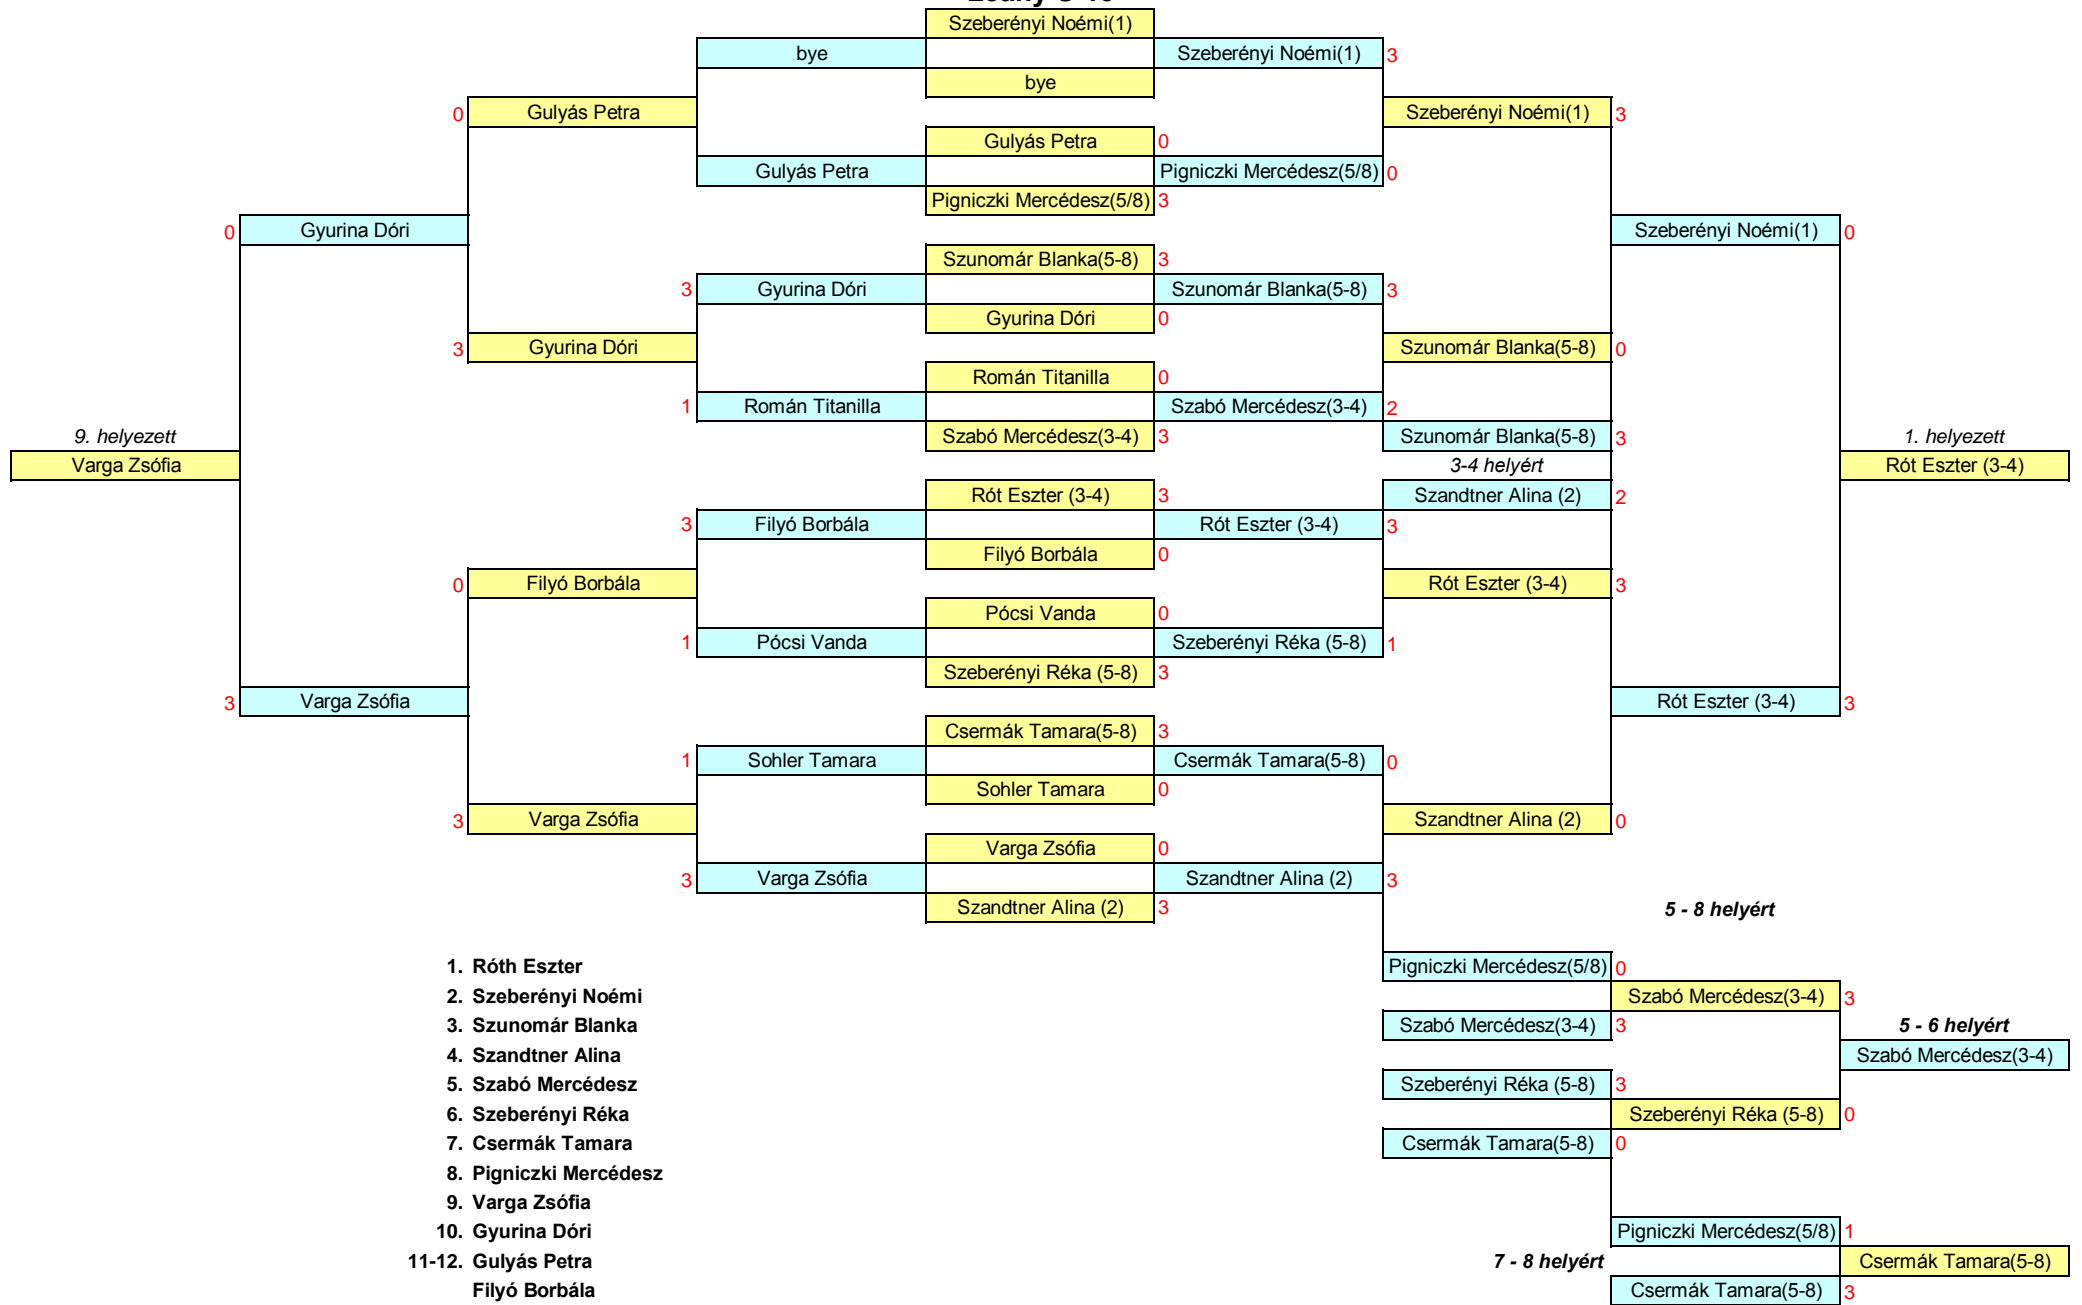 Szeberényi Noémi(1)
bye Szeberényi Noémi(1) 3
bye
0 Gulyás Petra Szeberényi Noémi(1) 3
Gulyás Petra 0
Gulyás Petra Pigniczki Mercédesz(5/8) 0
Pigniczki Mercédesz(5/8) 3
0 Gyurina Dóri Szeberényi Noémi(1) 0
Szunomár Blanka(5-8) 3
3 Gyurina Dóri Szunomár Blanka(5-8) 3
Gyurina Dóri 0
3 Gyurina Dóri Szunomár Blanka(5-8) 0
Román Titanilla 0
1 Román Titanilla Szabó Mercédesz(3-4) 2
9. helyezett Szabó Mercédesz(3-4) 3 Szunomár Blanka(5-8) 3 1. helyezett
Varga Zsófia 3-4 helyért Rót Eszter (3-4)
Rót Eszter (3-4) 3 Szandtner Alina (2) 2
3 Filyó Borbála Rót Eszter (3-4) 3
Filyó Borbála 0
0 Filyó Borbála Rót Eszter (3-4) 3
Pócsi Vanda 0
1 Pócsi Vanda Szeberényi Réka (5-8) 1
Szeberényi Réka (5-8) 3
3 Varga Zsófia Rót Eszter (3-4) 3
Csermák Tamara(5-8) 3
1 Sohler Tamara Csermák Tamara(5-8) 0
Sohler Tamara 0
3 Varga Zsófia Szandtner Alina (2) 0
Varga Zsófia 0
3 Varga Zsófia Szandtner Alina (2) 3
Szandtner Alina (2) 3 5 - 8 helyért
1. Róth Eszter Pigniczki Mercédesz(5/8) 0
2. Szeberényi Noémi Szabó Mercédesz(3-4) 3
3. Szunomár Blanka Szabó Mercédesz(3-4) 3 5 - 6 helyért
4. Szandtner Alina Szabó Mercédesz(3-4)
5. Szabó Mercédesz Szeberényi Réka (5-8) 3
6. Szeberényi Réka Szeberényi Réka (5-8) 0
7. Csermák Tamara Csermák Tamara(5-8) 0
8. Pigniczki Mercédesz
9. Varga Zsófia
10. Gyurina Dóri Pigniczki Mercédesz(5/8) 1
11-12. Gulyás Petra 7 - 8 helyért Csermák Tamara(5-8)
Filyó Borbála Csermák Tamara(5-8) 3